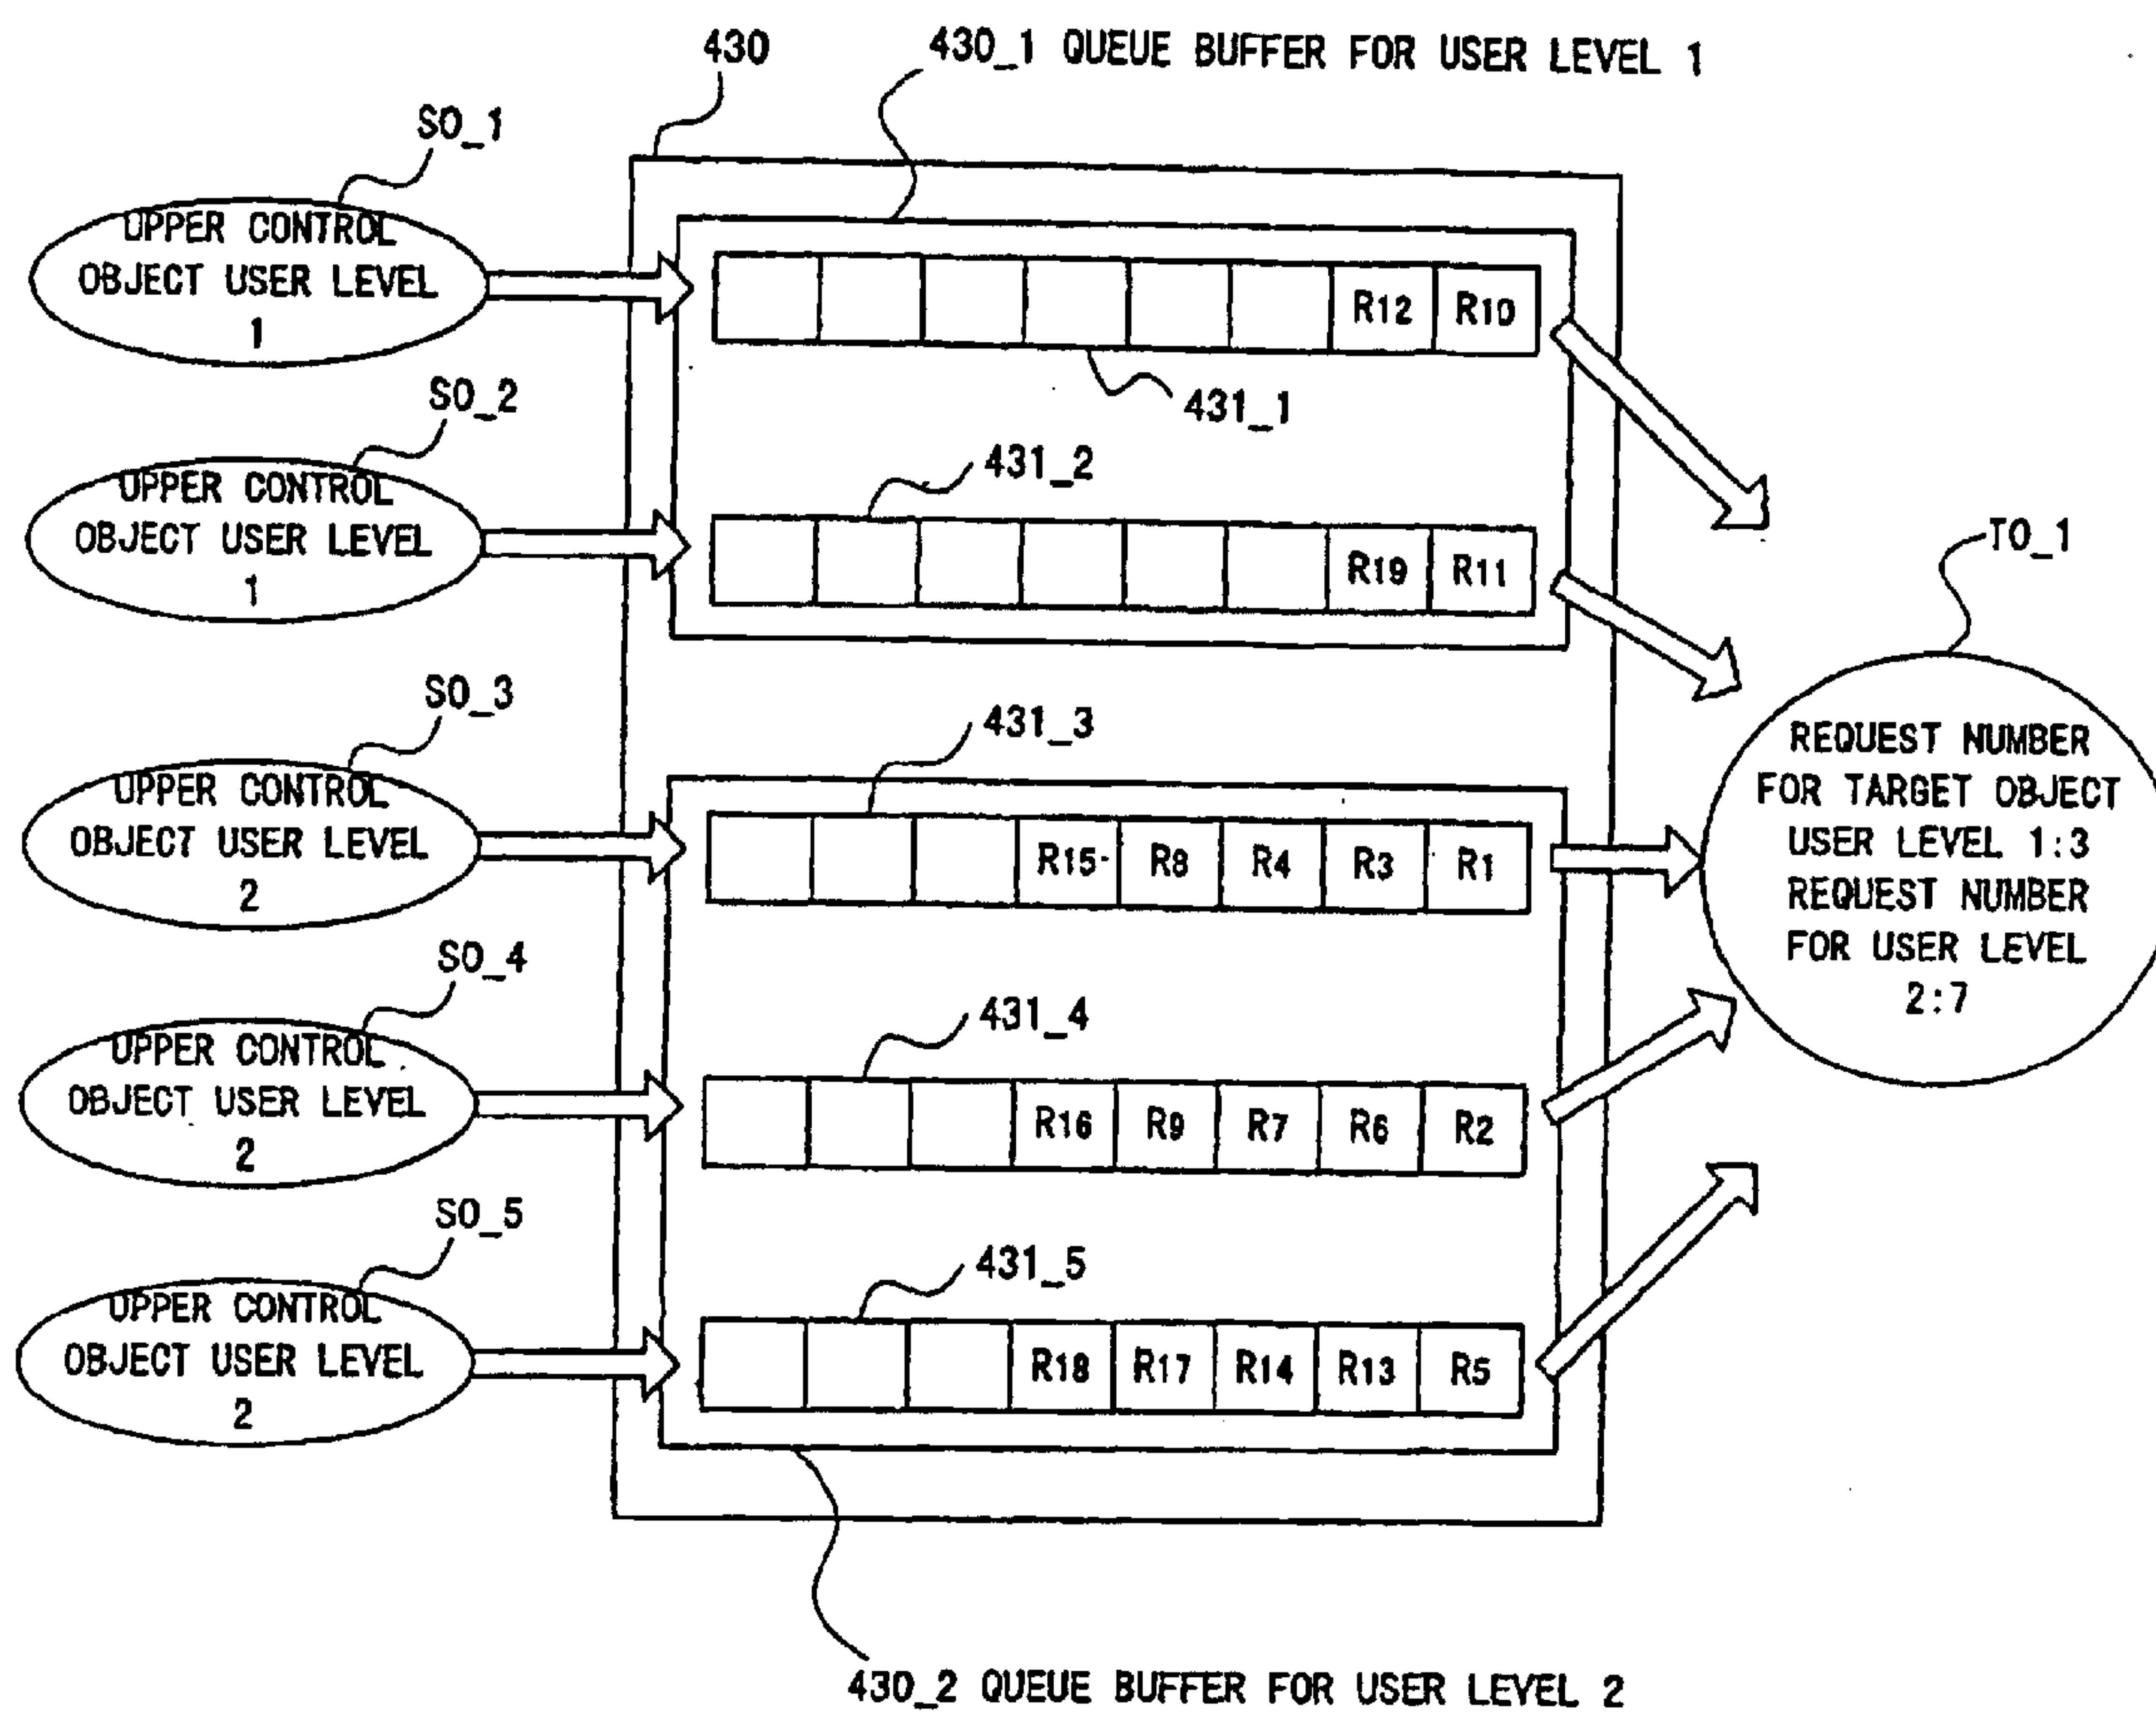 430
430_1 QUEUE BUFFER FOR USER LEVEL 1
SO_1
UPPER CONTROL
OBJECT USER LEVEL
1
R12 R10
431_1
SO_2
UPPER CONTROL
OBJECT USER LEVEL
1
431_2
R19 R11
TO_1
SO_3
UPPER CONTROL
OBJECT USER LEVEL
2
431_3
R15 R8 R4 R3 R1
REQUEST NUMBER
FOR TARGET OBJECT
USER LEVEL 1:3
REQUEST NUMBER
FOR USER LEVEL
2:7
SO_4
UPPER CONTROL
OBJECT USER LEVEL
2
431_4
R16 R9 R7 R6 R2
SO_5
UPPER CONTROL
OBJECT USER LEVEL
2
431_5
R18 R17 R14 R13 R5
430_2 QUEUE BUFFER FOR USER LEVEL 2